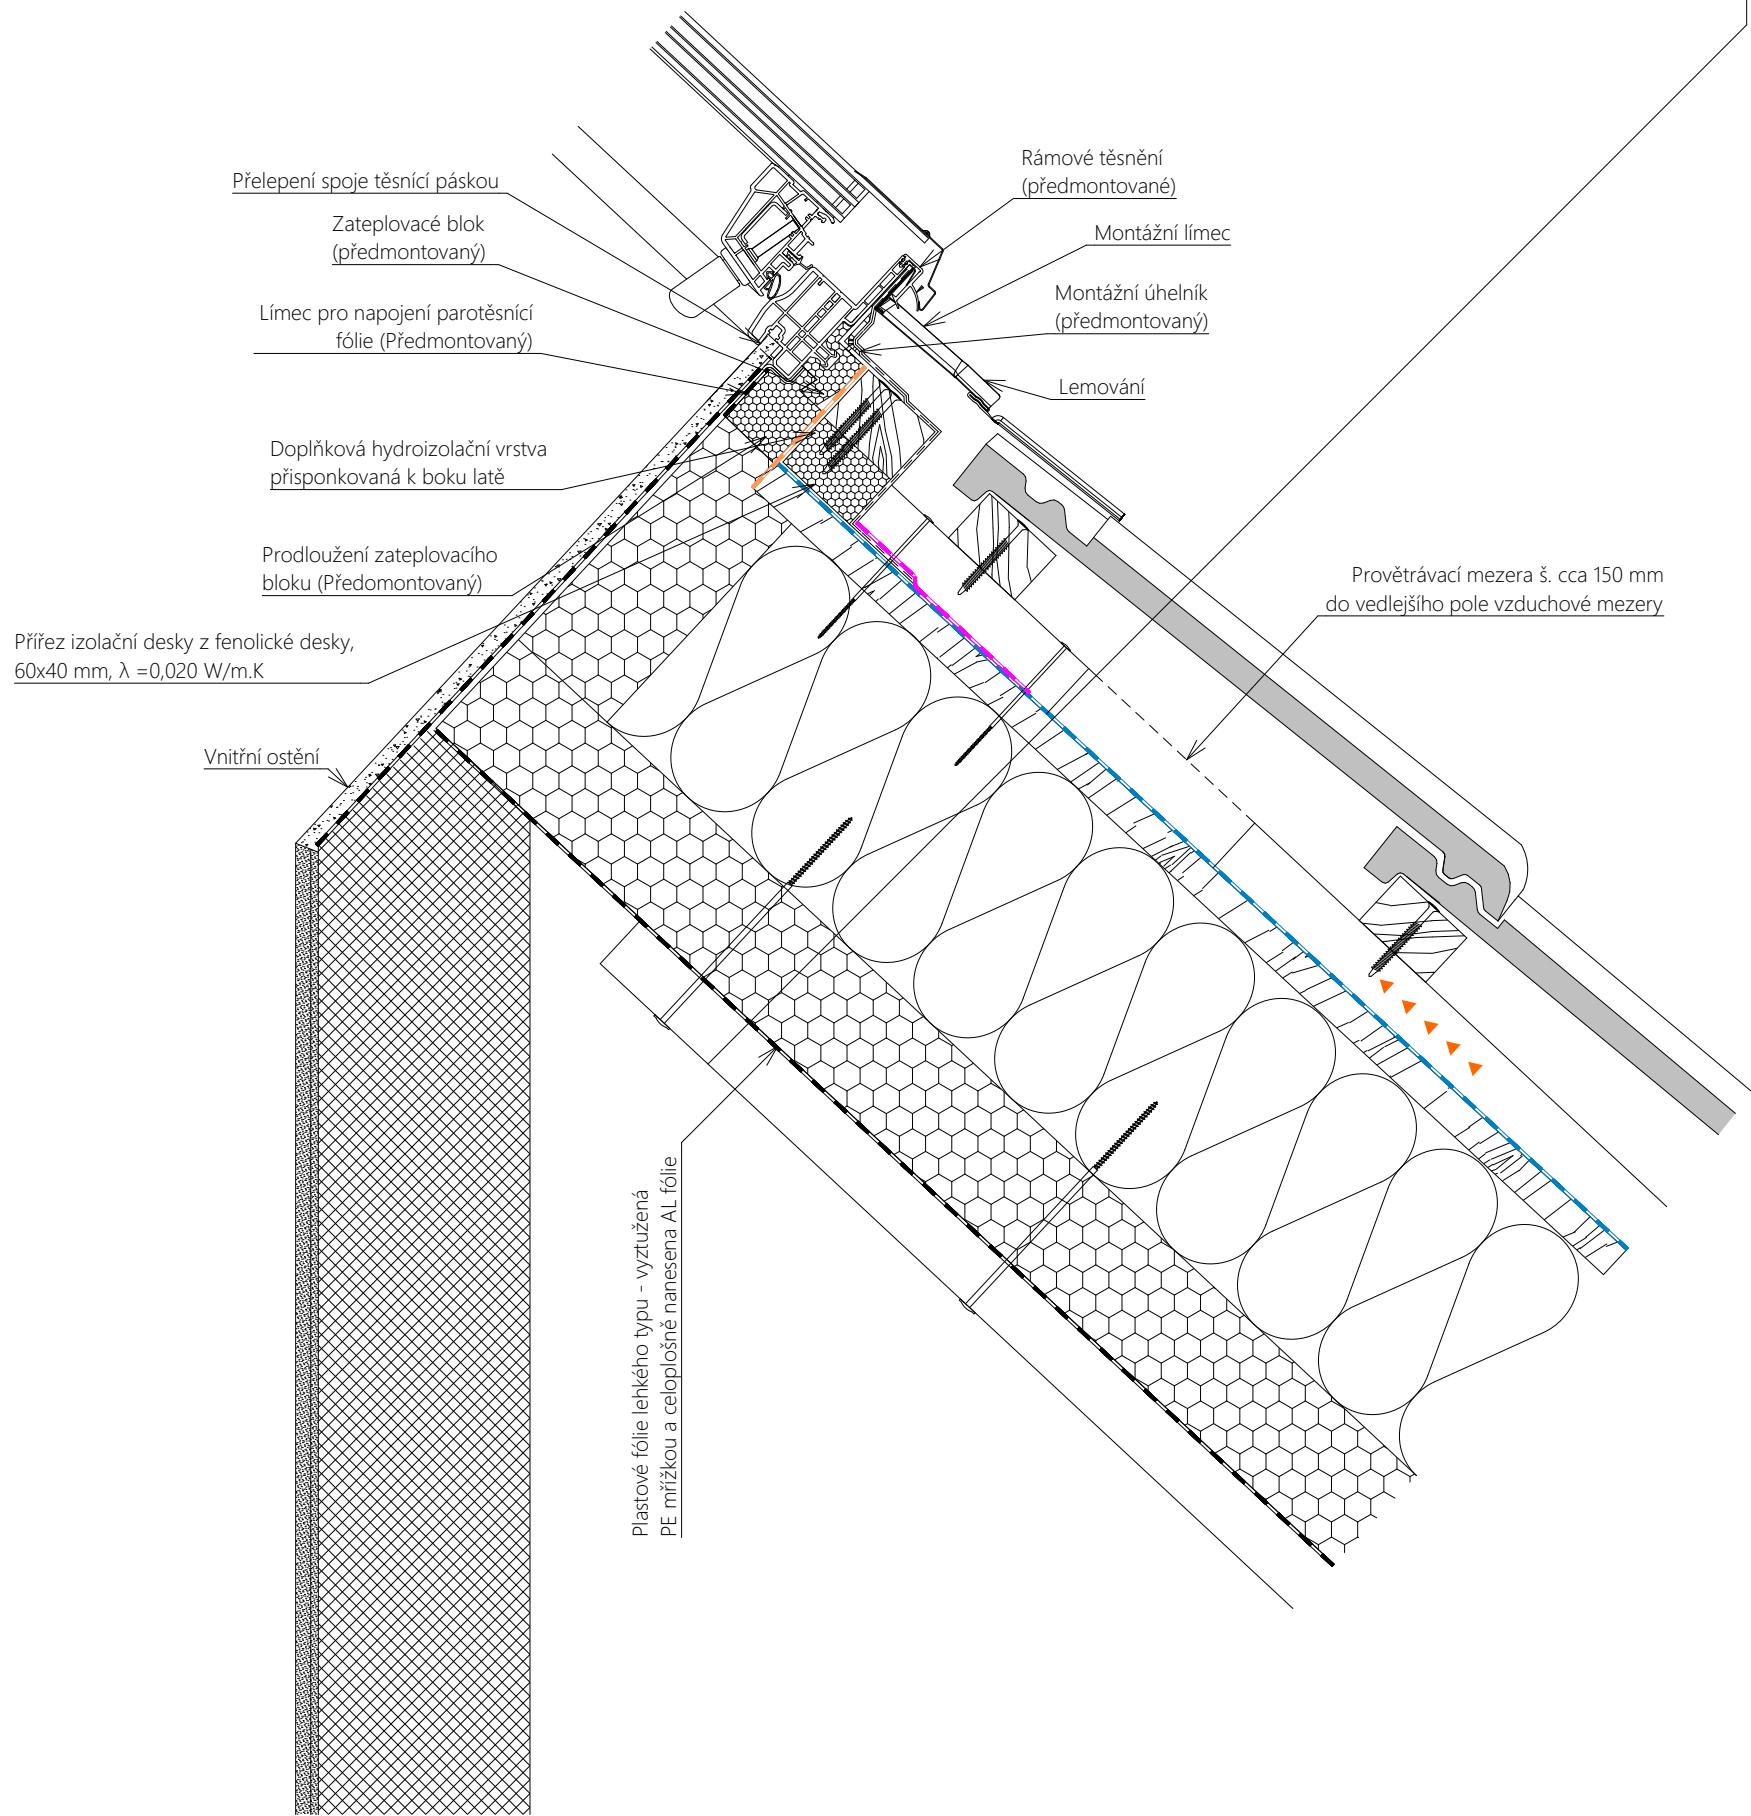 Přelepení spoje těsnící páskou
Zateplovacé blok
(předmontovaný)
Límec pro napojení parotěsnící
fólie (Předmontovaný)
Doplňková hydroizolační vrstva
přisponkovaná k boku latě
Prodloužení zateplovacího
bloku (Předomontovaný)
Přířez izolační desky z fenolické desky,
60x40 mm, λ =0,020 W/m.K
Vnitřní ostění
Rámové těsnění
(předmontované)
Montážní límec
Montážní úhelník
(předmontovaný)
Lemování
Provětrávací mezera š. cca 150 mm
do vedlejšího pole vzduchové mezery
Plastové fólie lehkého typu - vyztužená
PE mřížkou a celoplošně nanesena AL fólie